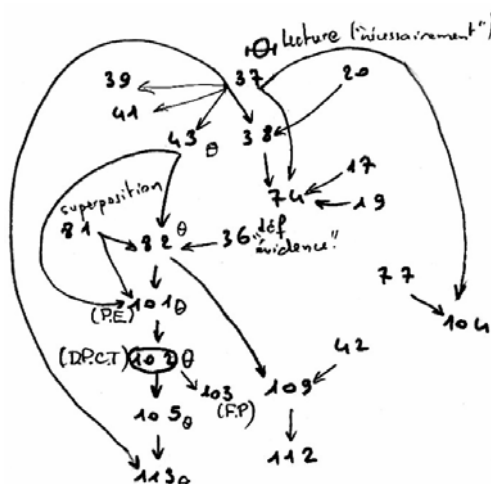 θ lecture ("nécessairement")
39 37 20
41
43 θ 38
17
74
19
superposition
81 82 θ 36 "déf évidence"
77
101 θ
(P.E.)
104
(D.P.C.T) 102 θ
42
103
(F.P)
109
105 θ
112
113 θ